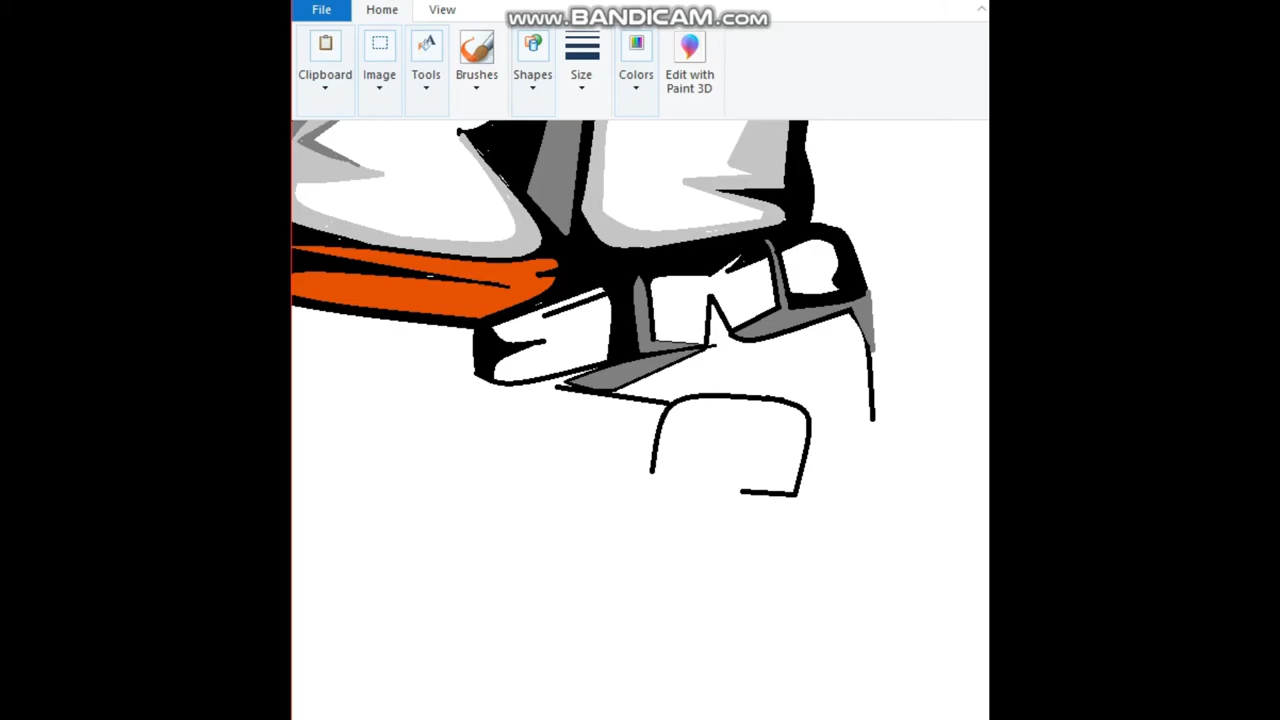 www.BANDICAM.com
File Home View
Clipboard Image Tools Brushes Shapes Size Colors Edit with
Paint 3D